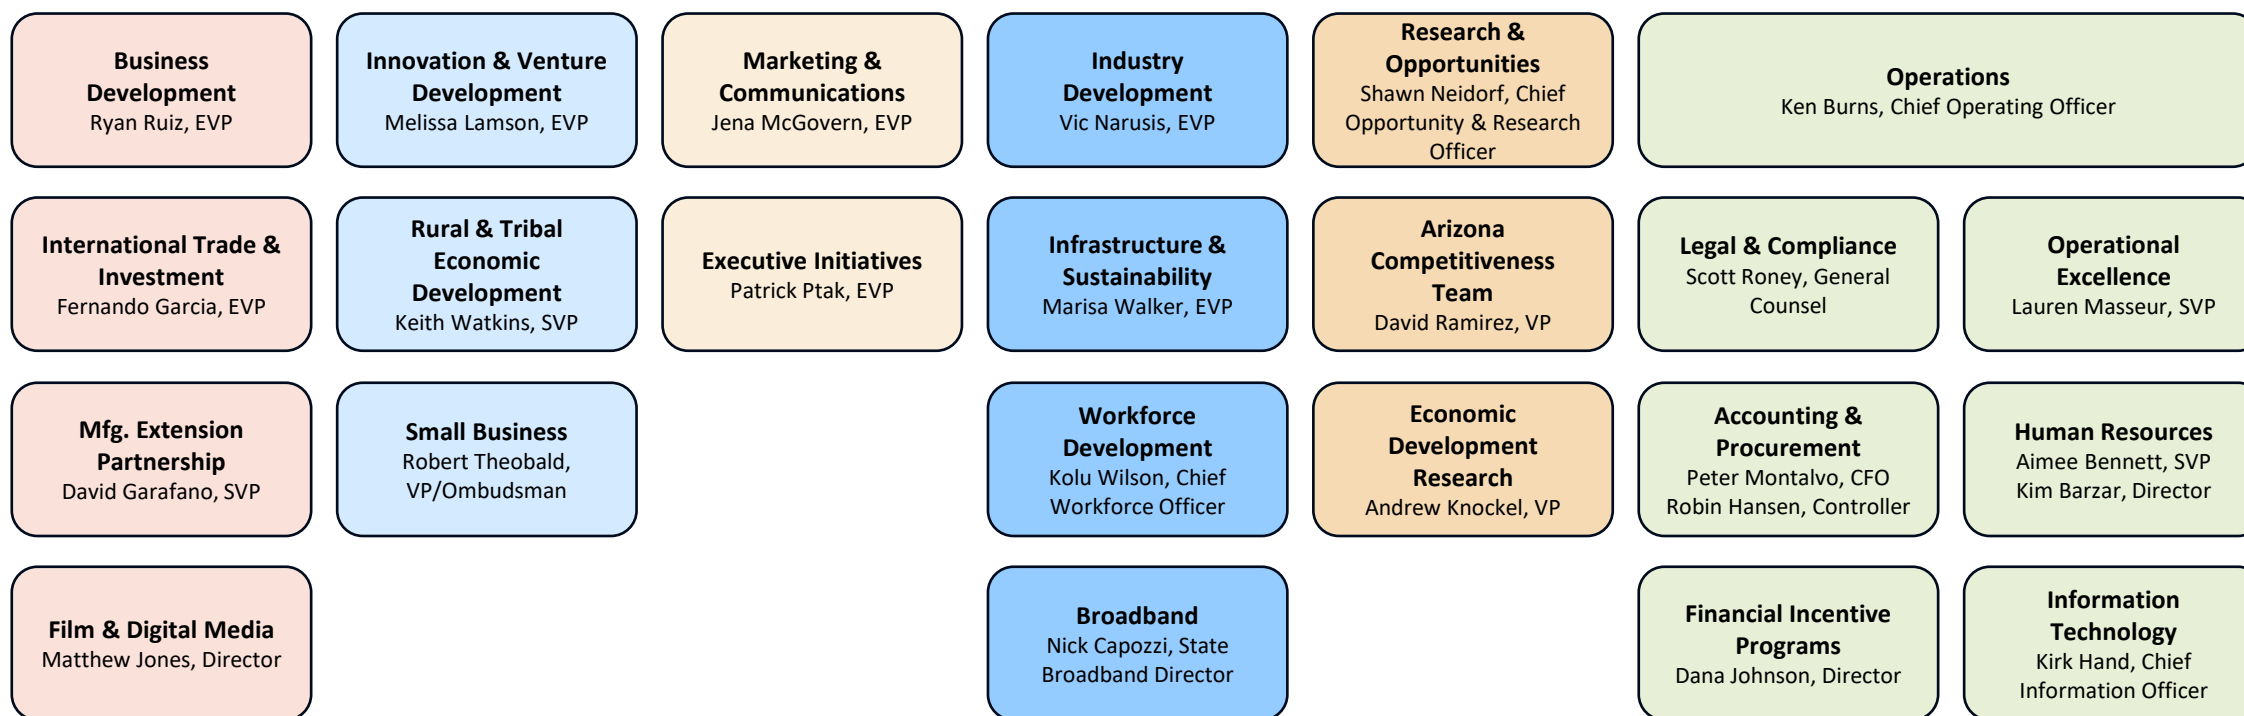 Business
Development
Ryan Ruiz, EVP
Innovation & Venture
Development
Melissa Lamson, EVP
Marketing &
Communications
Jena McGovern, EVP
Industry
Development
Vic Narusis, EVP
Research &
Opportunities
Shawn Neidorf, Chief
Opportunity & Research
Officer
Operations
Ken Burns, Chief Operating Officer
International Trade &
Investment
Fernando Garcia, EVP
Rural & Tribal
Economic
Development
Keith Watkins, SVP
Executive Initiatives
Patrick Ptak, EVP
Infrastructure &
Sustainability
Marisa Walker, EVP
Arizona
Competitiveness
Team
David Ramirez, VP
Legal & Compliance
Scott Roney, General
Counsel
Operational
Excellence
Lauren Masseur, SVP
Mfg. Extension
Partnership
David Garafano, SVP
Small Business
Robert Theobald,
VP/Ombudsman
Workforce
Development
Kolu Wilson, Chief
Workforce Officer
Economic
Development
Research
Andrew Knockel, VP
Accounting &
Procurement
Peter Montalvo, CFO
Robin Hansen, Controller
Human Resources
Aimee Bennett, SVP
Kim Barzar, Director
Film & Digital Media
Matthew Jones, Director
Broadband
Nick Capozzi, State
Broadband Director
Financial Incentive
Programs
Dana Johnson, Director
Information
Technology
Kirk Hand, Chief
Information Officer